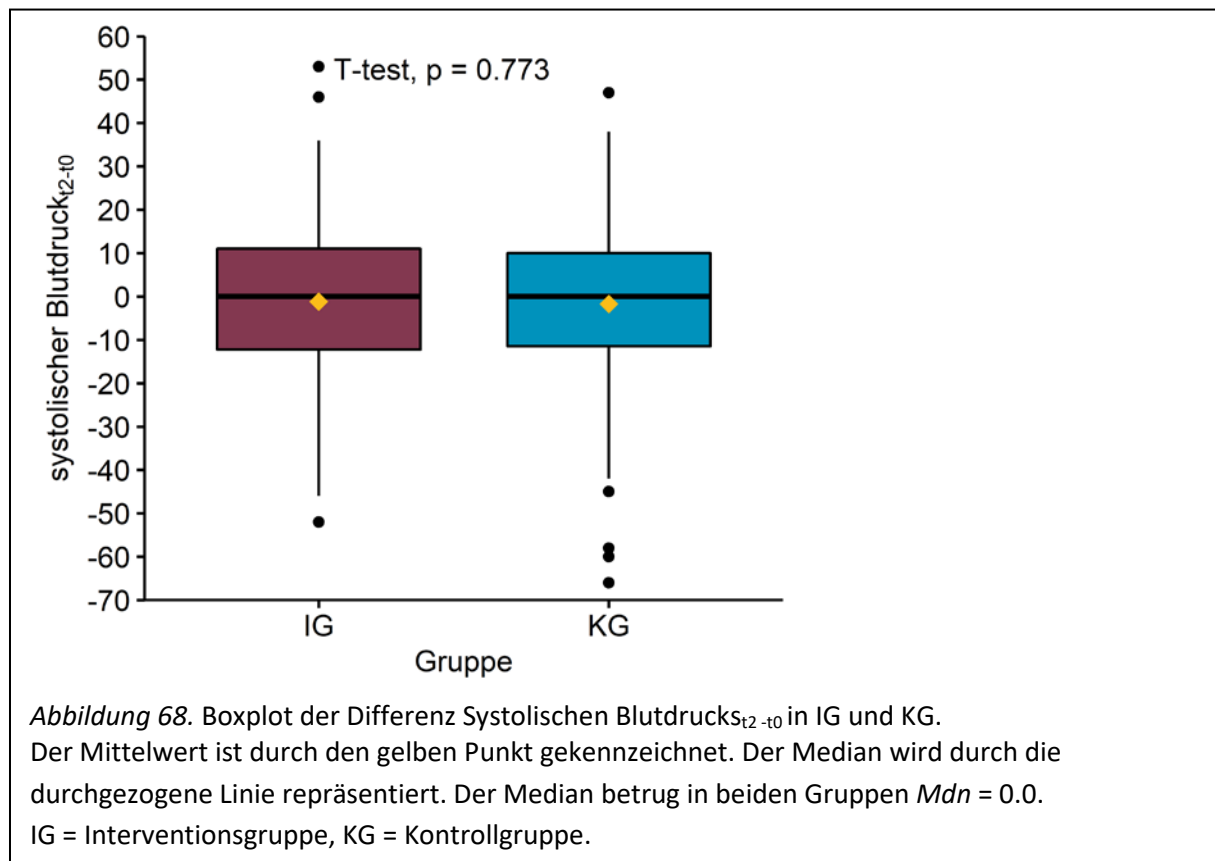 60
50
40
30
20
10
0
-10
-20
-30
-40
-50
-60
-70
T-test, p = 0.773
systolischer Blutdruckt2-t0
IG KG
Gruppe
Abbildung 68. Boxplot der Differenz Systolischen Blutdruckst2 -t0 in IG und KG.
Der Mittelwert ist durch den gelben Punkt gekennzeichnet. Der Median wird durch die
durchgezogene Linie repräsentiert. Der Median betrug in beiden Gruppen Mdn = 0.0.
IG = Interventionsgruppe, KG = Kontrollgruppe.